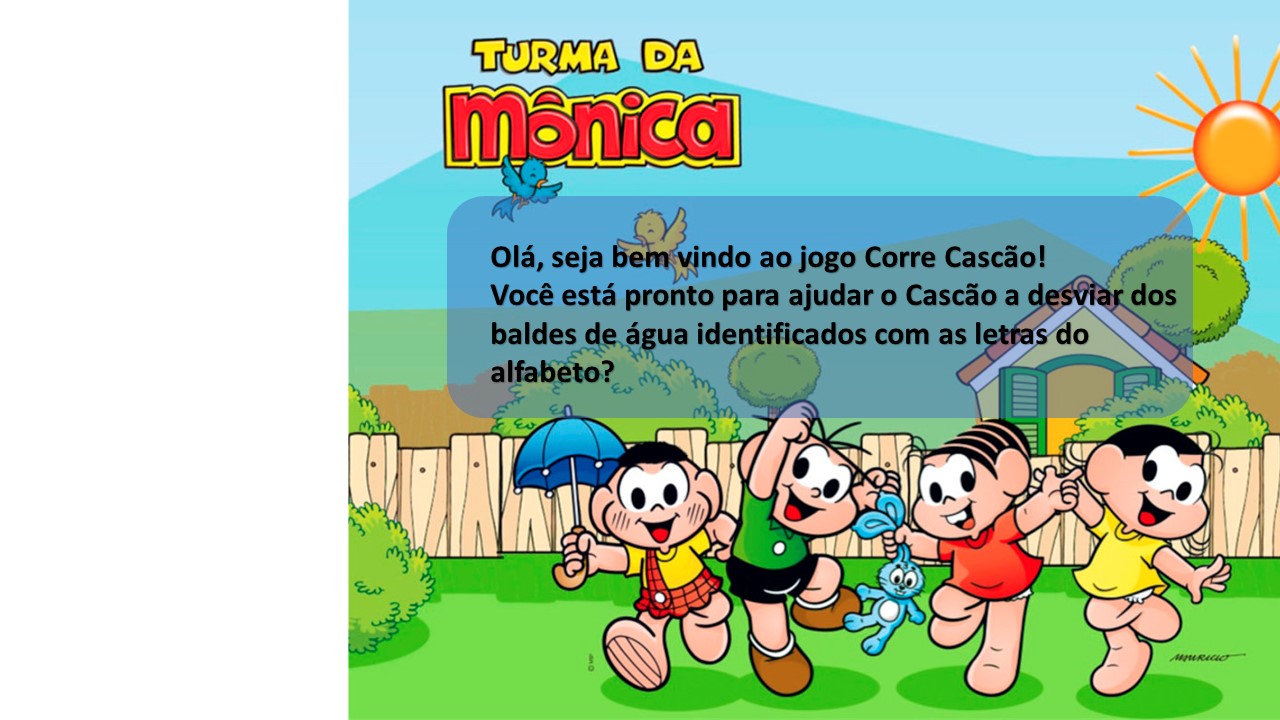 TURMA DA
Mônica
Olá, seja bem vindo ao jogo Corre Cascão!
Você está pronto para ajudar o Cascão a desviar dos
baldes de água identificados com as letras do
alfabeto?
MAURICIO